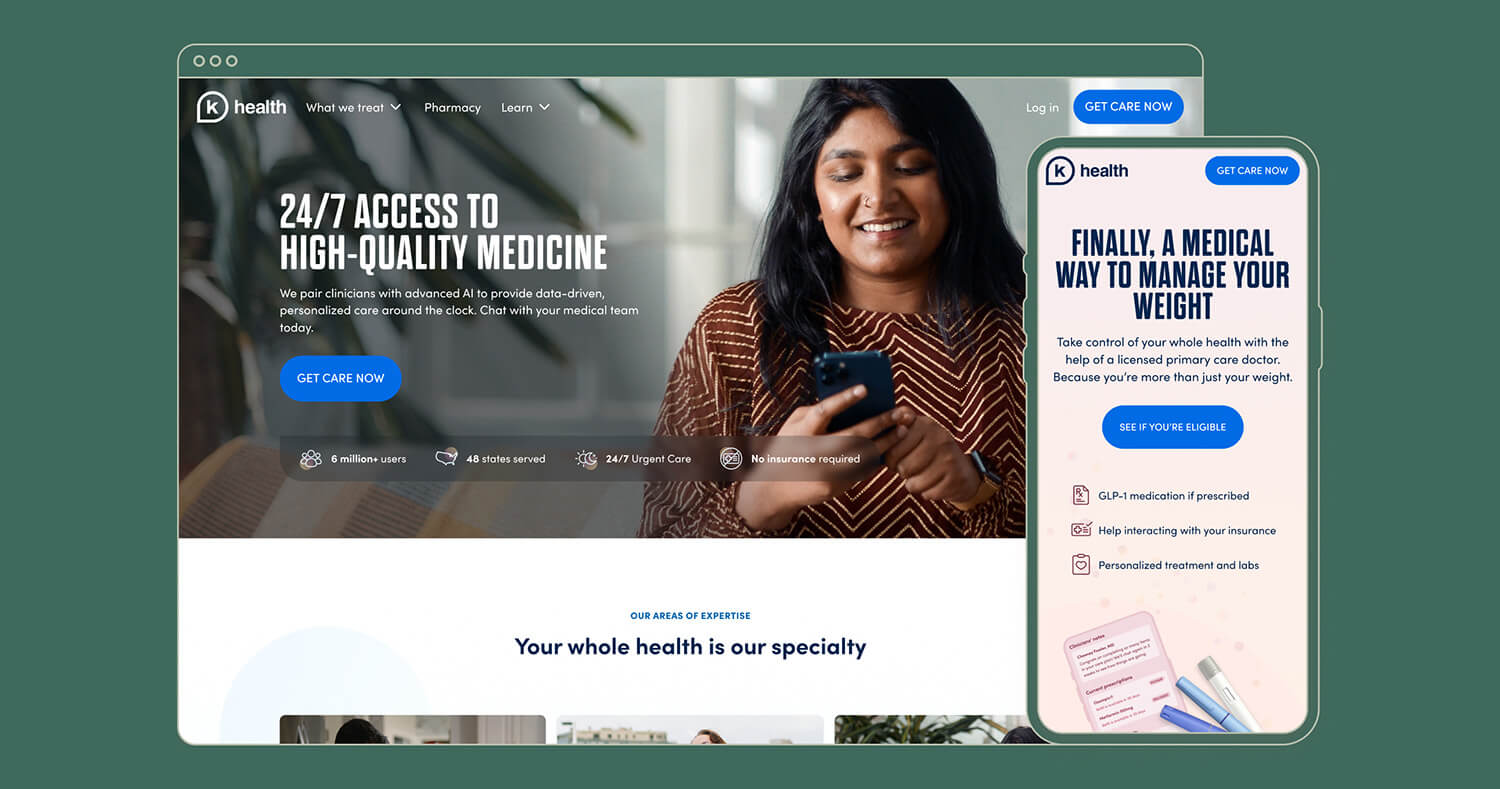 k health
What we treat
Pharmacy
Learn
Log in
GET CARE NOW
24/7 ACCESS TO
HIGH-QUALITY MEDICINE
We pair clinicians with advanced AI to provide data-driven,
personalized care around the clock. Chat with your medical team
today.
GET CARE NOW
6 million+ users
48 states served
24/7 Urgent Care
No insurance required
OUR AREAS OF EXPERTISE
Your whole health is our specialty
k health
GET CARE NOW
FINALLY, A MEDICAL
WAY TO MANAGE YOUR
WEIGHT
Take control of your whole health with the
help of a licensed primary care doctor.
Because you’re more than just your weight.
SEE IF YOU’RE ELIGIBLE
GLP-1 medication if prescribed
Help interacting with your insurance
Personalized treatment and labs
Clinicians' notes
Current prescriptions